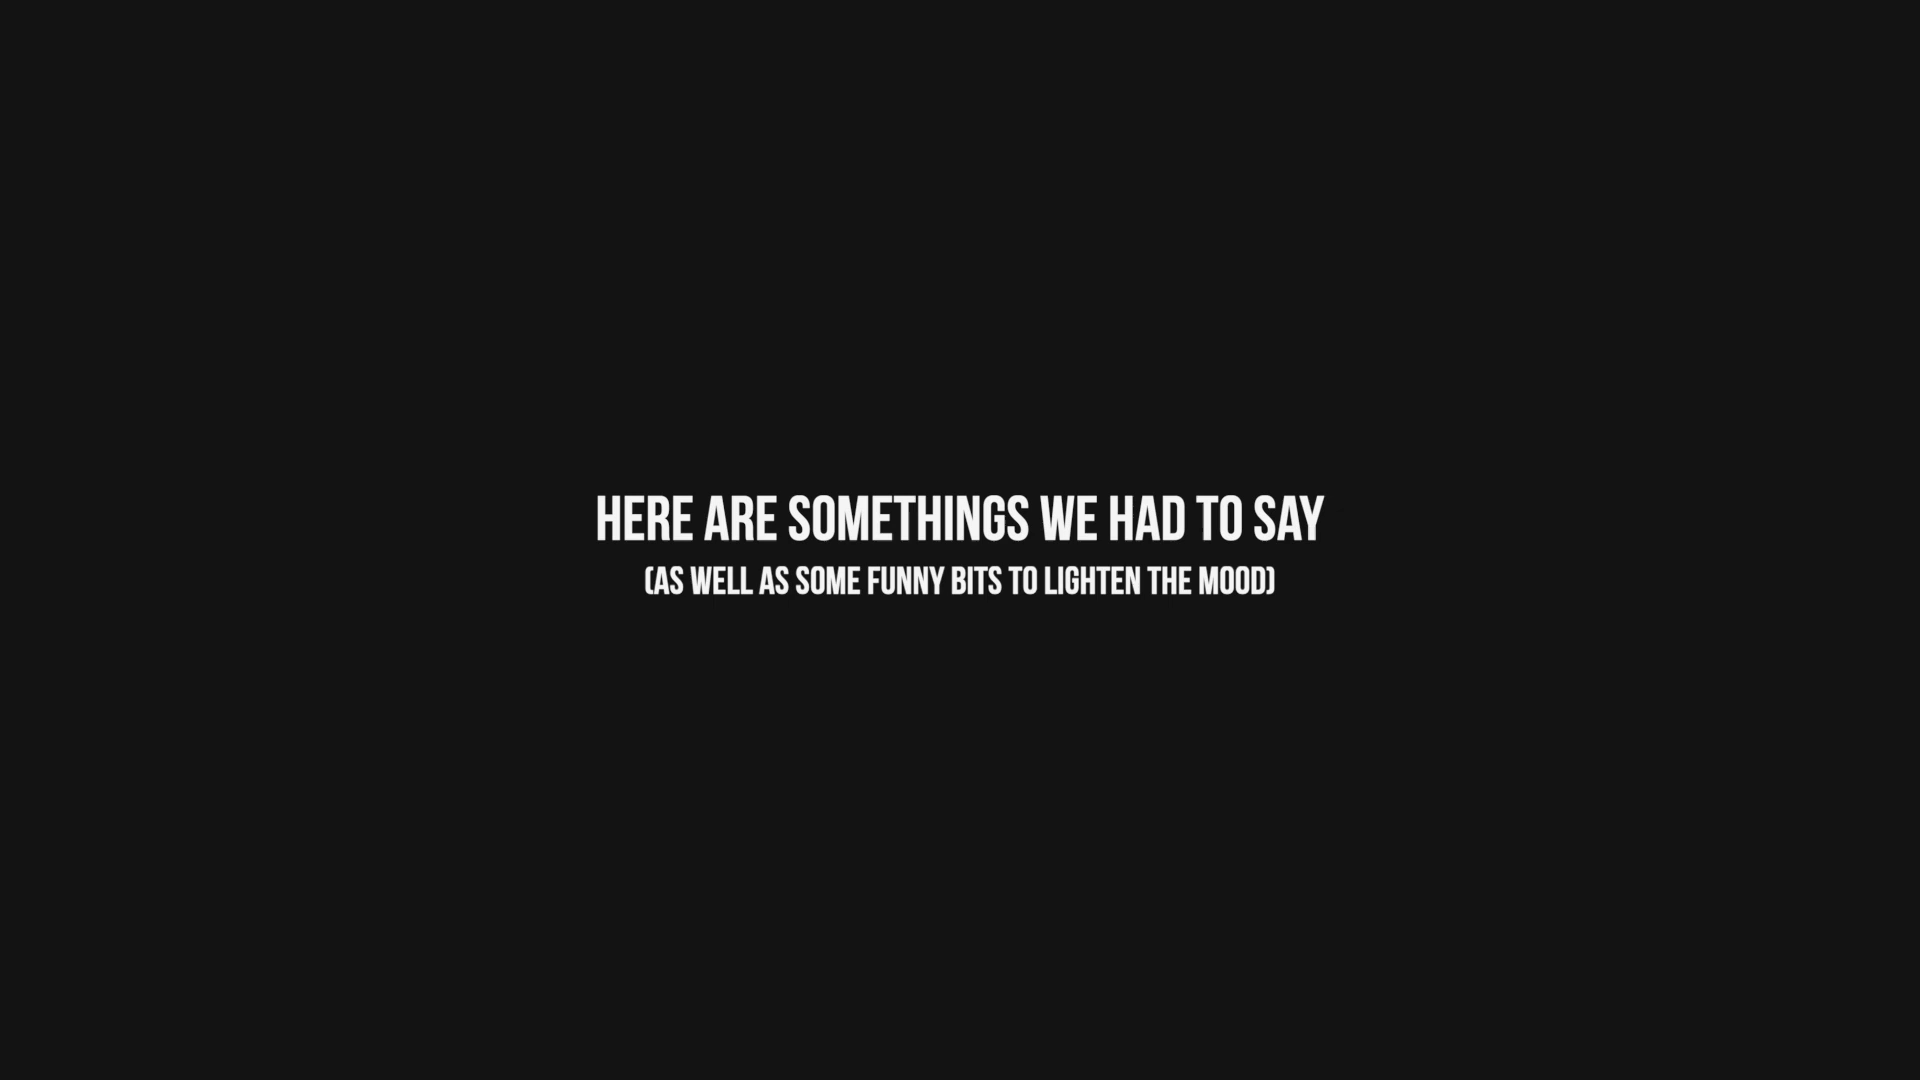 HERE ARE SOMETHINGS WE HAD TO SAY
(AS WELL AS SOME FUNNY BITS TO LIGHTEN THE MOOD)